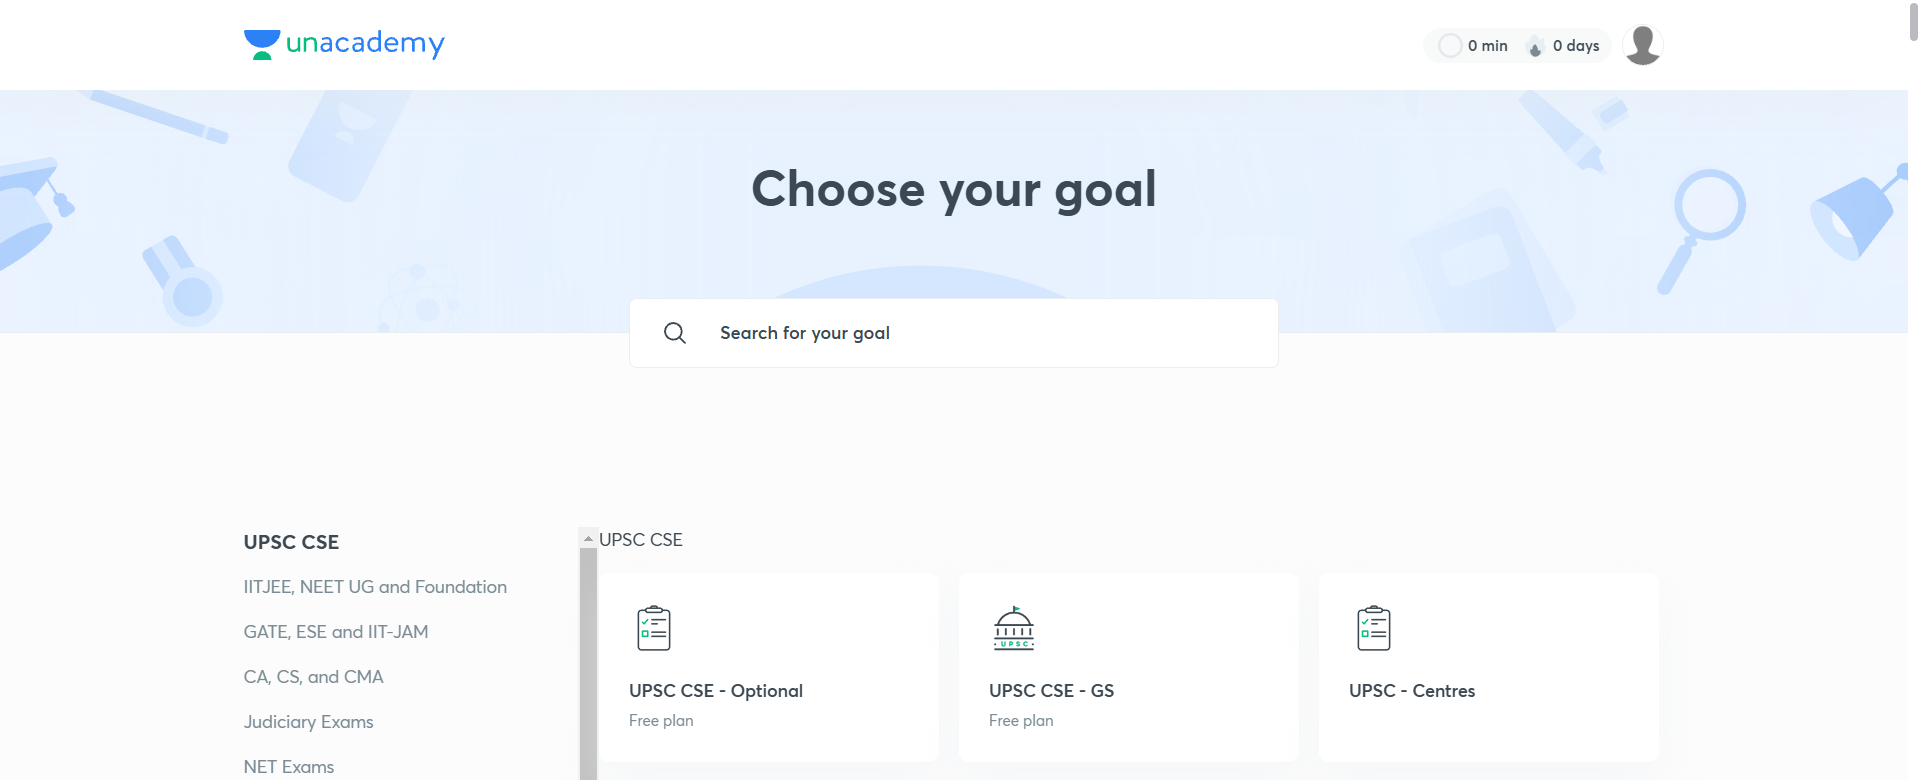 unacademy
0 min
0 days
Choose your goal
Search for your goal
UPSC CSE
IITJEE, NEET UG and Foundation
GATE, ESE and IIT-JAM
CA, CS, and CMA
Judiciary Exams
NET Exams
UPSC CSE
UPSC CSE - Optional
Free plan
UPSC
UPSC CSE - GS
Free plan
UPSC - Centres